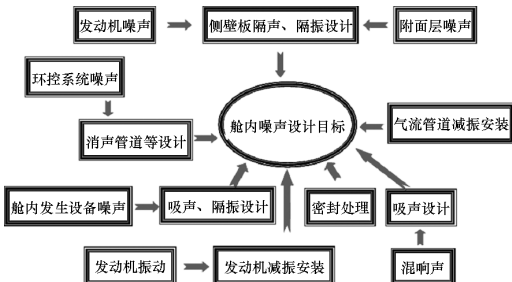 发动机噪声
侧壁板隔声、隔振设计
附面层噪声
环控系统噪声
舱内噪声设计目标
消声管道等设计
气流管道减振安装
舱内发生设备噪声
吸声、隔振设计
密封处理
吸声设计
发动机振动
发动机减振安装
混响声